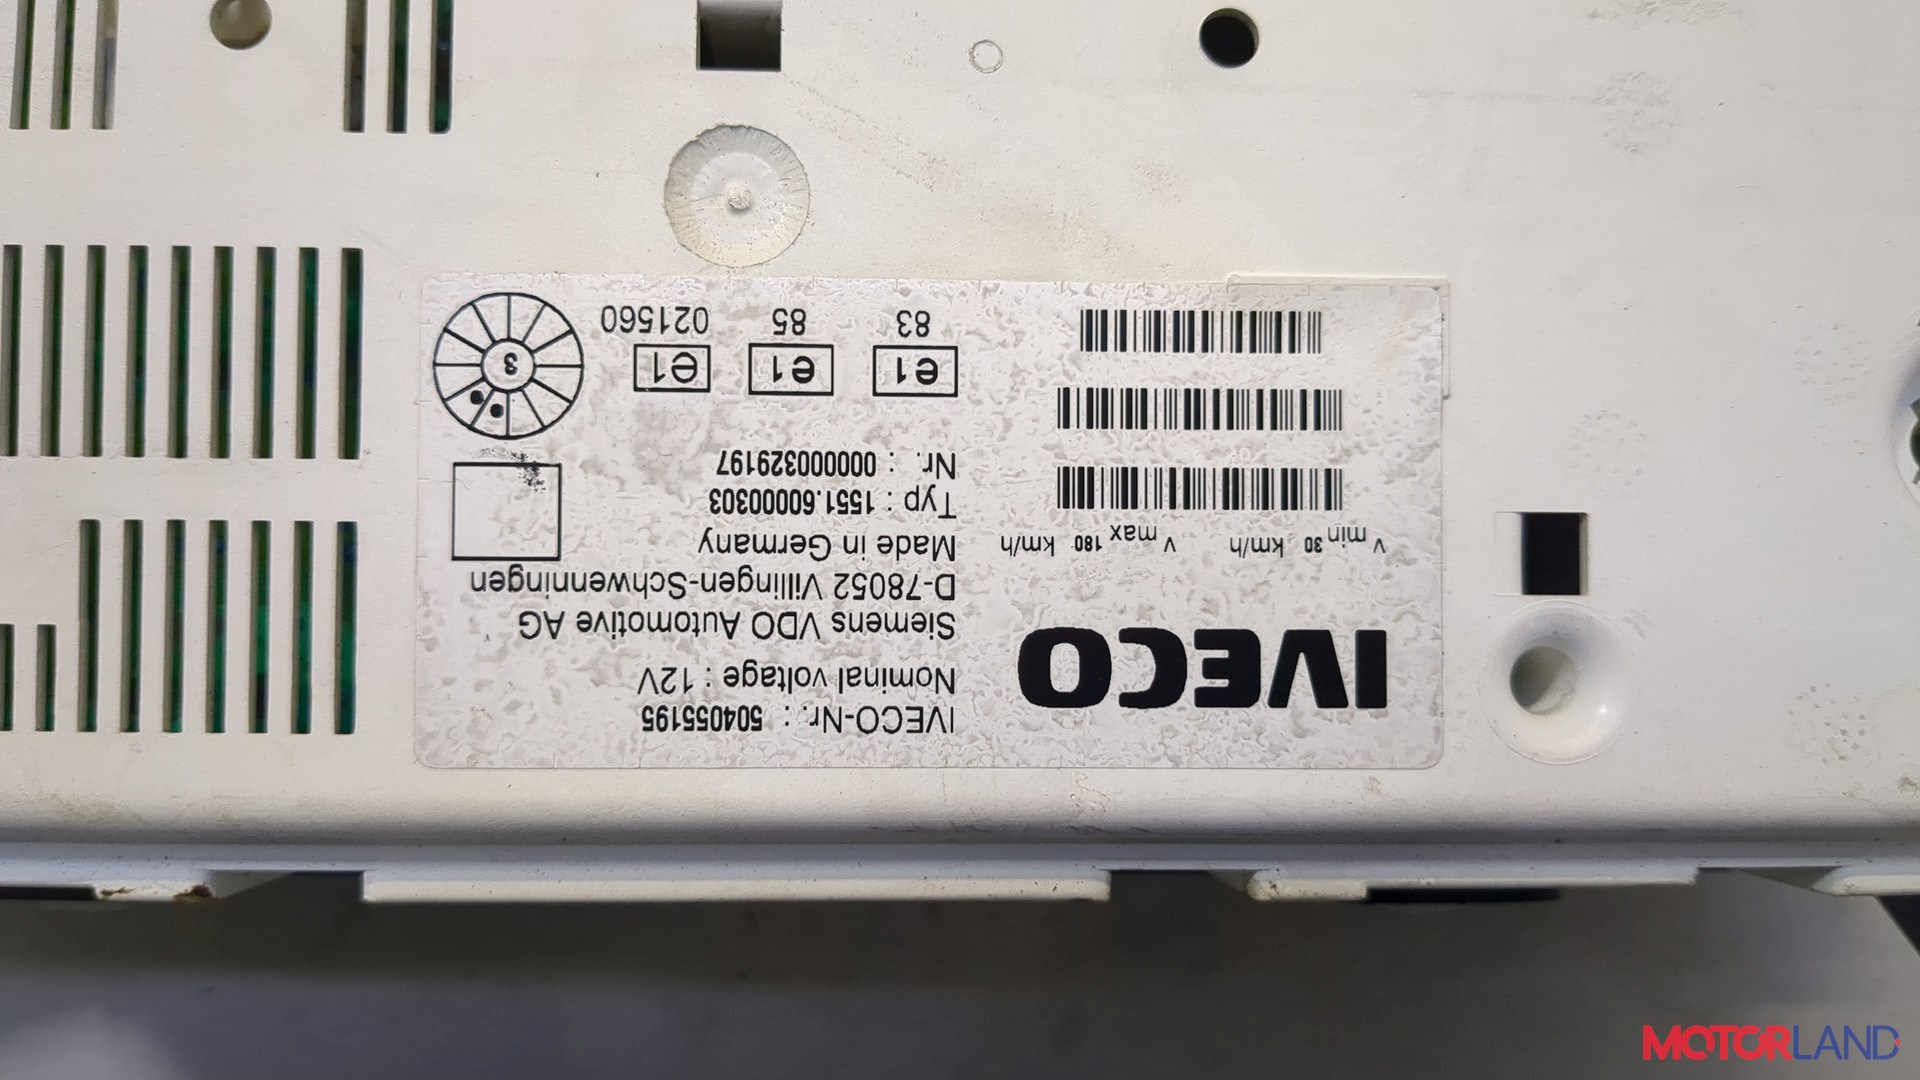 IVECO-Nr.: 504055195
Nominal voltage : 12V
Siemens VDO Automotive AG
D-78052 Villingen-Schwenningen
Made in Germany
Typ : 1551.60000303
Nr. : 00000329197
e1 e1 e1
83 85 021560
3
IVECO
V min 30 km/h V max 180 km/h
MOTORLAND